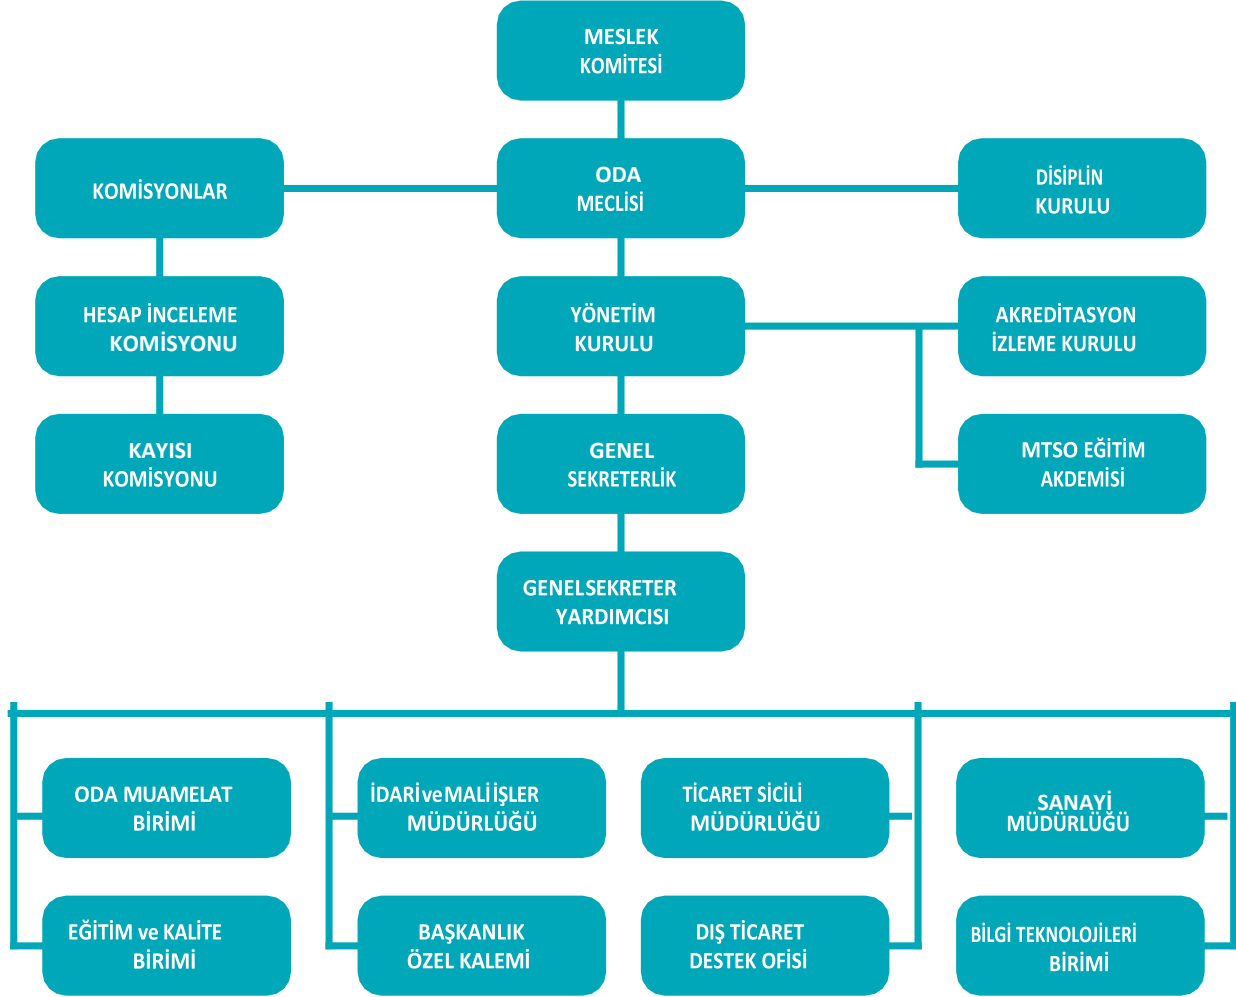 MESLEK
KOMİTESİ
KOMİSYONLAR
ODA
MECLİSİ
DİSİPLİN
KURULU
HESAP İNCELEME
KOMİSYONU
YÖNETİM
KURULU
AKREDİTASYON
İZLEME KURULU
KAYISI
KOMİSYONU
GENEL
SEKRETERLİK
MTSO EĞİTİM
AKDEMİSİ
GENELSEKRETER
YARDIMCISI
ODA MUAMELAT
BİRİMİ
İDARİ ve MALİ İŞLER
MÜDÜRLÜĞÜ
TİCARET SİCİLİ
MÜDÜRLÜĞÜ
SANAYİ
MÜDÜRLÜĞÜ
EĞİTİM ve KALİTE
BİRİMİ
BAŞKANLIK
ÖZEL KALEMİ
DIŞ TİCARET
DESTEK OFİSİ
BİLGİ TEKNOLOJİLERİ
BİRİMİ